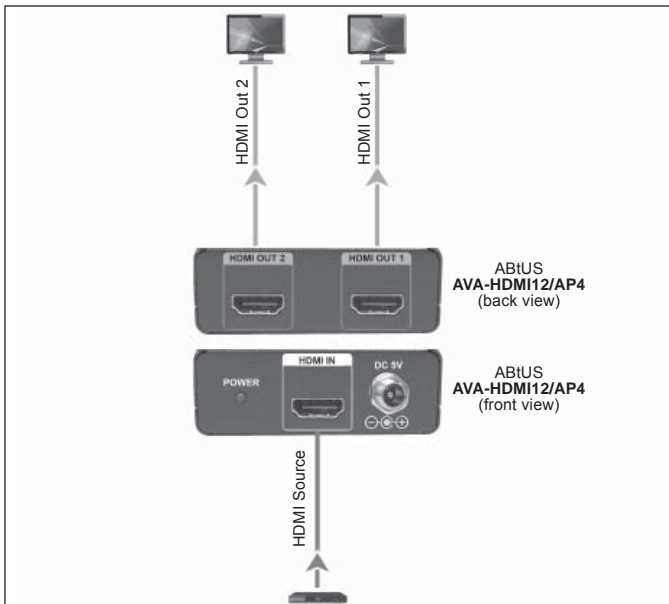 HDMI Out 2
HDMI Out 1
HDMI OUT 2
HDMI OUT 1
ABtUS
AVA-HDMI12/AP4
(back view)
POWER
HDMI IN
DC 5V
ABtUS
AVA-HDMI12/AP4
(front view)
HDMI Source